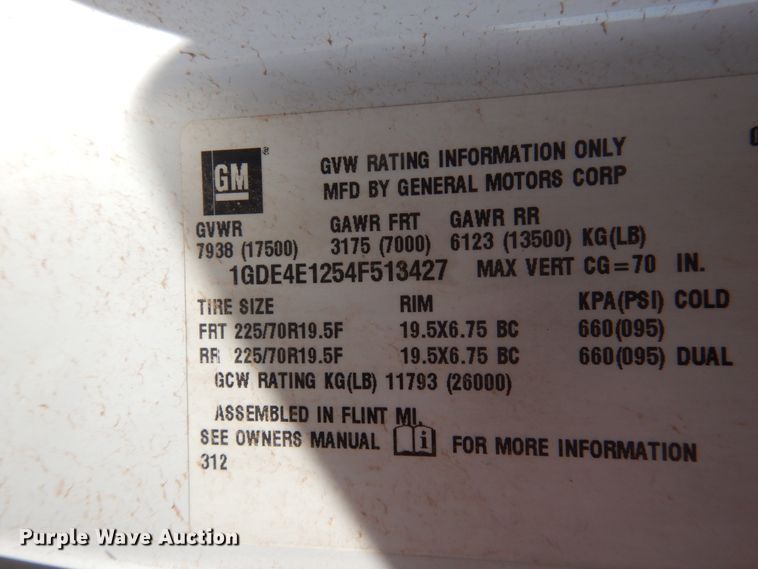 GM®
GVW RATING INFORMATION ONLY
MFD BY GENERAL MOTORS CORP
GVWR GAWR FRT GAWR RR
7938 (17500) 3175 (7000) 6123 (13500) KG(LB)
1GDE4E1254F513427 MAX VERT CG=70 IN.
TIRE SIZE RIM KPA(PSI) COLD
FRT 225/70R19.5F 19.5X6.75 BC 660(095)
RR 225/70R19.5F 19.5X6.75 BC 660(095) DUAL
GCW RATING KG(LB) 11793 (26000)
ASSEMBLED IN FLINT MI.
SEE OWNERS MANUAL i FOR MORE INFORMATION
312
Purple Wave Auction